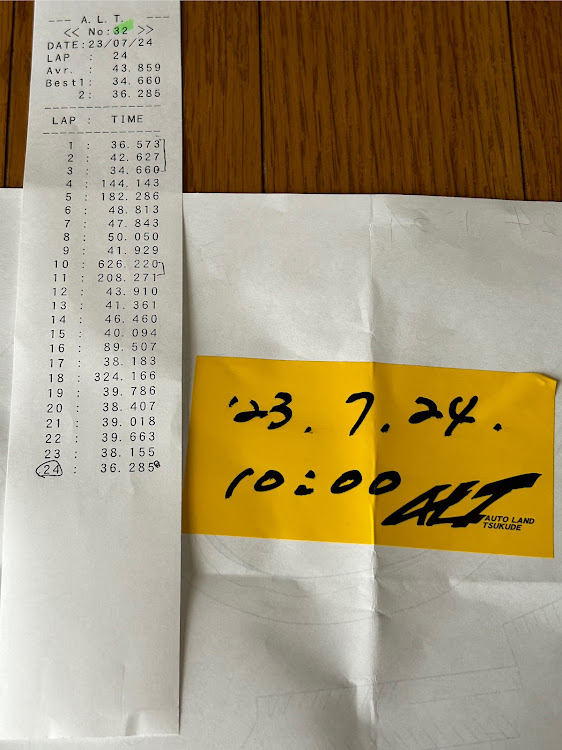 --- A. L. T. ---
<< No:32 >>
DATE:23/07/24
LAP : 24
Avr. : 43. 859
Best1: 34. 660
2: 36. 285
LAP : TIME
1 : 36. 573
2 : 42. 627
3 : 34. 660
4 : 144. 143
5 : 182. 286
6 : 48. 813
7 : 47. 843
8 : 50. 050
9 : 41. 929
10 : 626. 220
11 : 208. 271
12 : 43. 910
13 : 41. 361
14 : 46. 460
15 : 40. 094
16 : 89. 507
17 : 38. 183
18 : 324. 166
19 : 39. 786
20 : 38. 407
21 : 39. 018
22 : 39. 663
23 : 38. 155
24 : 36. 285
'23. 7. 24.
10:00
ALT
AUTO LAND
TSUKUDE